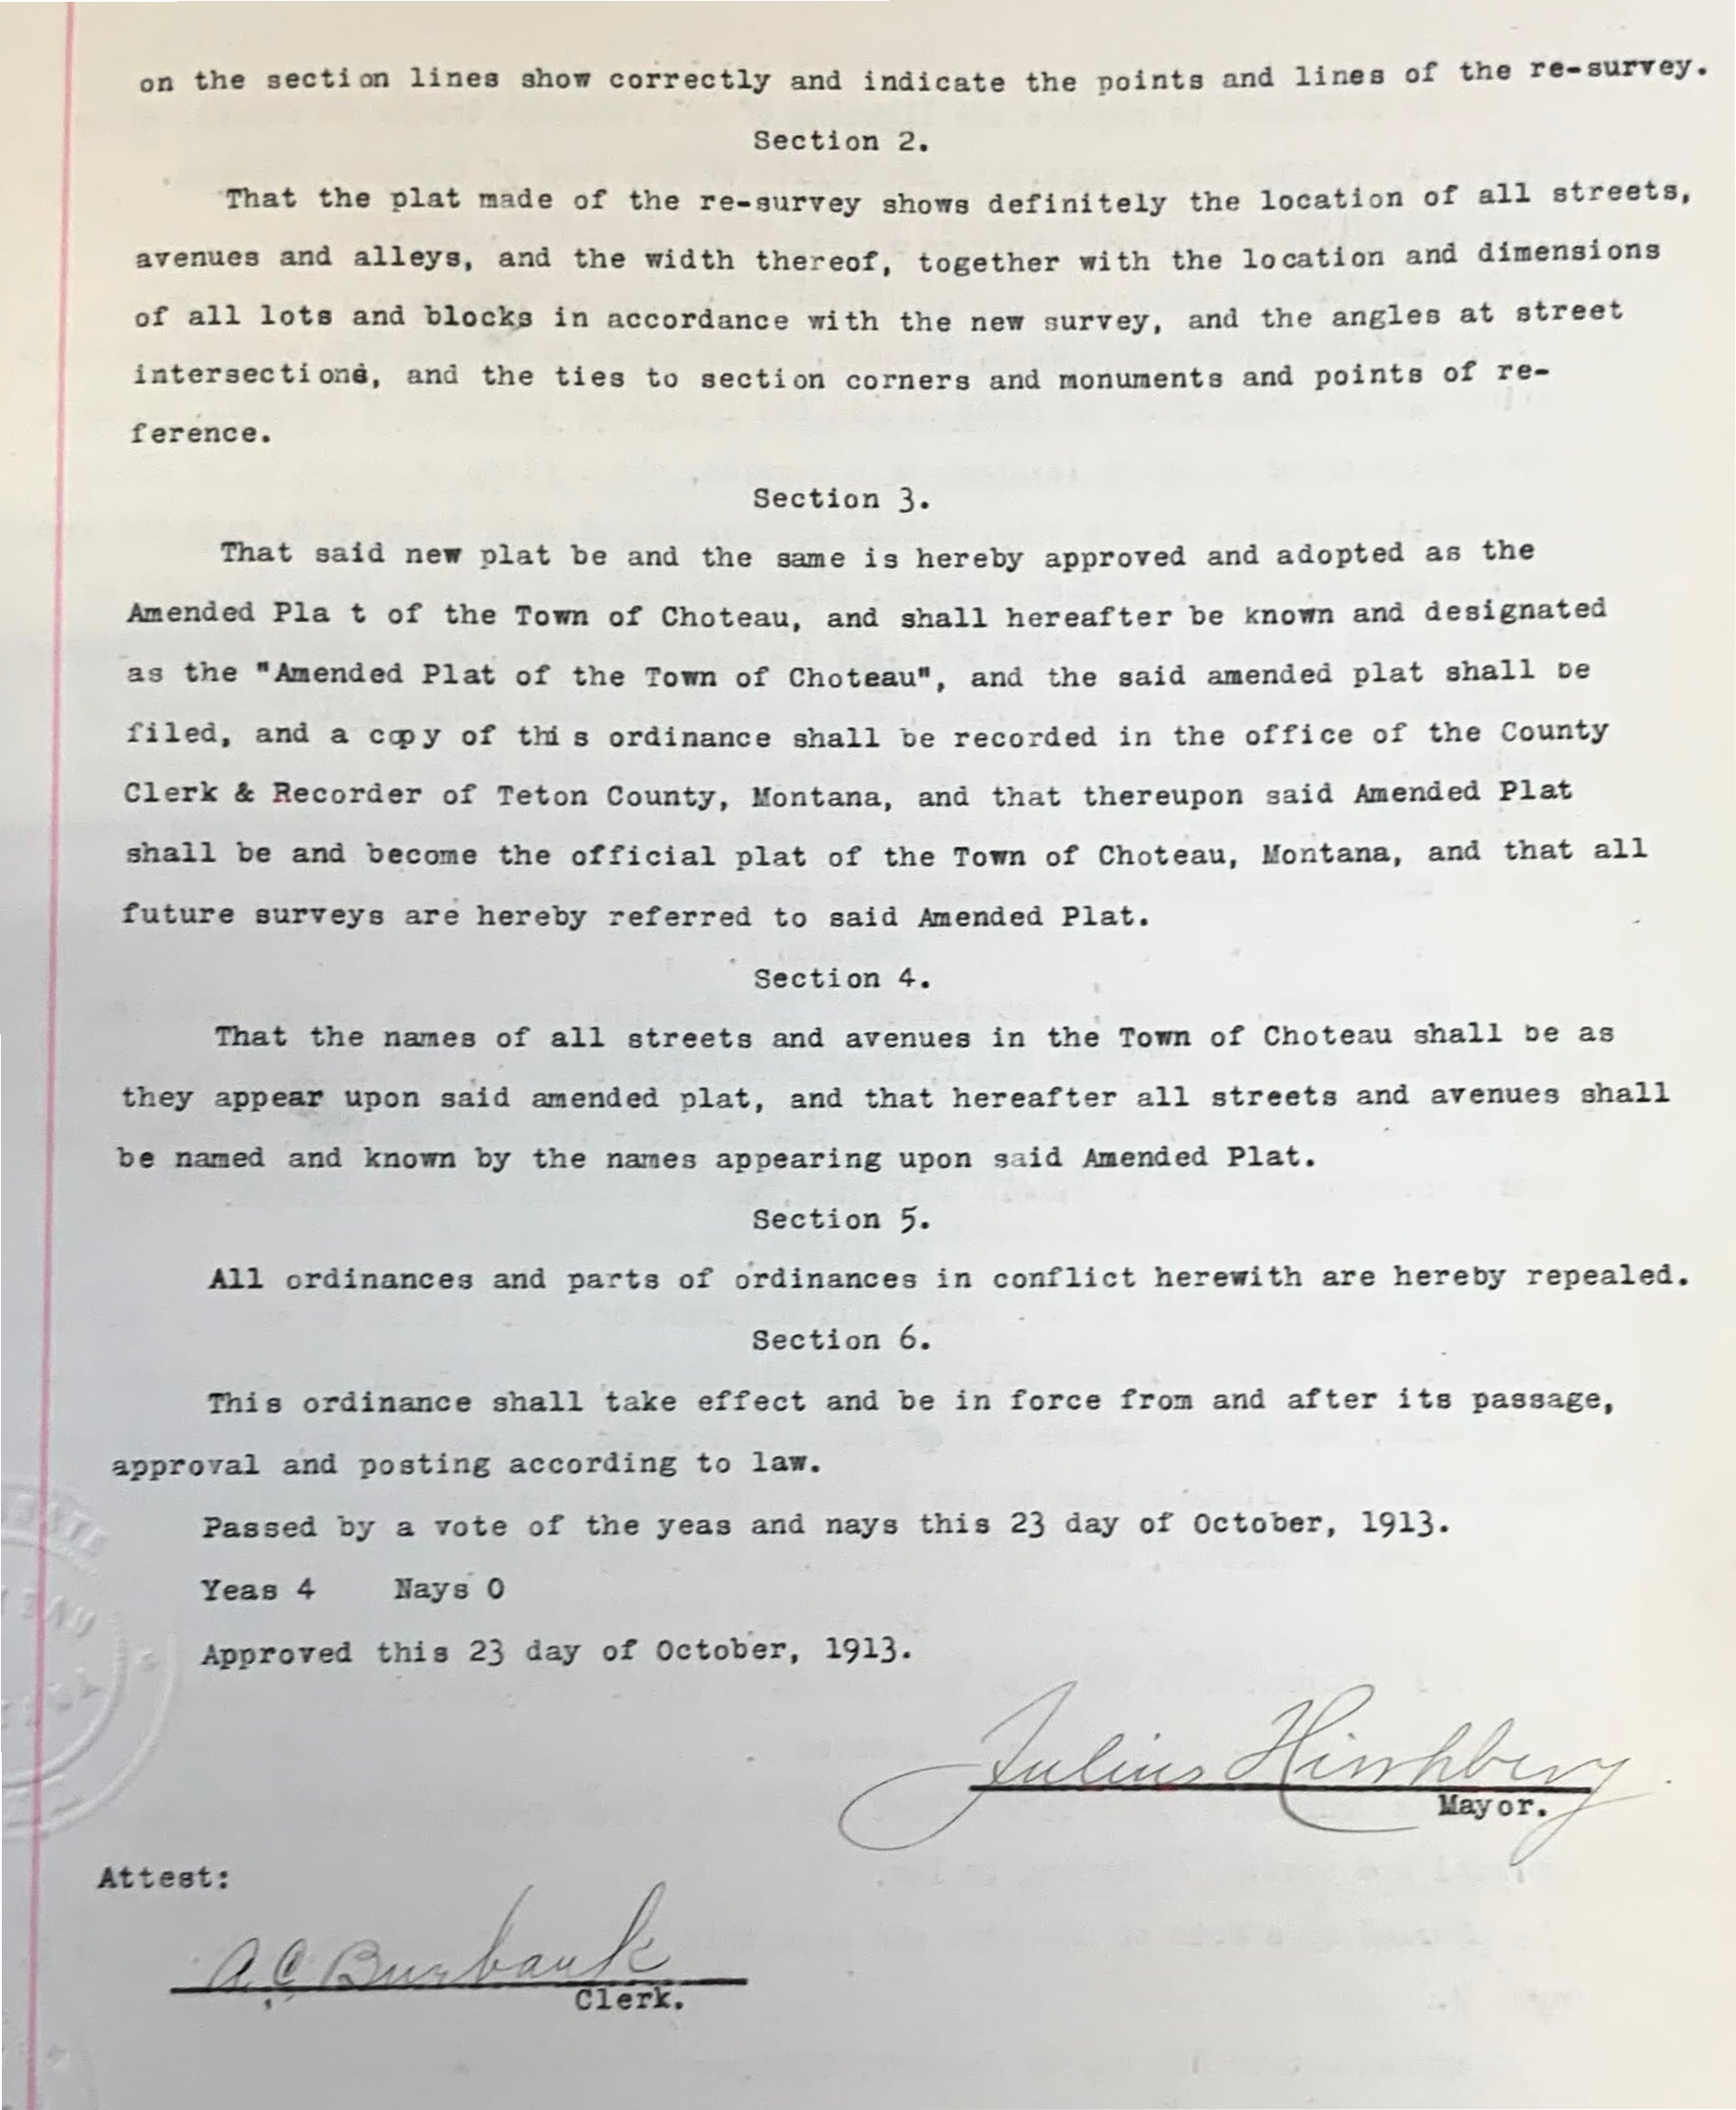 on the section lines show correctly and indicate the points and lines of the re-survey.
Section 2.
That the plat made of the re-survey shows definitely the location of all streets,
avenues and alleys, and the width thereof, together with the location and dimensions
of all lots and blocks in accordance with the new survey, and the angles at street
intersections, and the ties to section corners and monuments and points of re-
ference.
Section 3.
That said new plat be and the same is hereby approved and adopted as the
Amended Pla t of the Town of Choteau, and shall hereafter be known and designated
as the "Amended Plat of the Town of Choteau", and the said amended plat shall be
filed, and a copy of this ordinance shall be recorded in the office of the County
Clerk & Recorder of Teton County, Montana, and that thereupon said Amended Plat
shall be and become the official plat of the Town of Choteau, Montana, and that all
future surveys are hereby referred to said Amended Plat.
Section 4.
That the names of all streets and avenues in the Town of Choteau shall be as
they appear upon said amended plat, and that hereafter all streets and avenues shall
be named and known by the names appearing upon said Amended Plat.
Section 5.
All ordinances and parts of ordinances in conflict herewith are hereby repealed.
Section 6.
This ordinance shall take effect and be in force from and after its passage,
approval and posting according to law.
Passed by a vote of the yeas and nays this 23 day of October, 1913.
Yeas 4 Nays 0
Approved this 23 day of October, 1913.
Julius Hirshberg
Mayor.
Attest:
A.C. Burbank
Clerk.